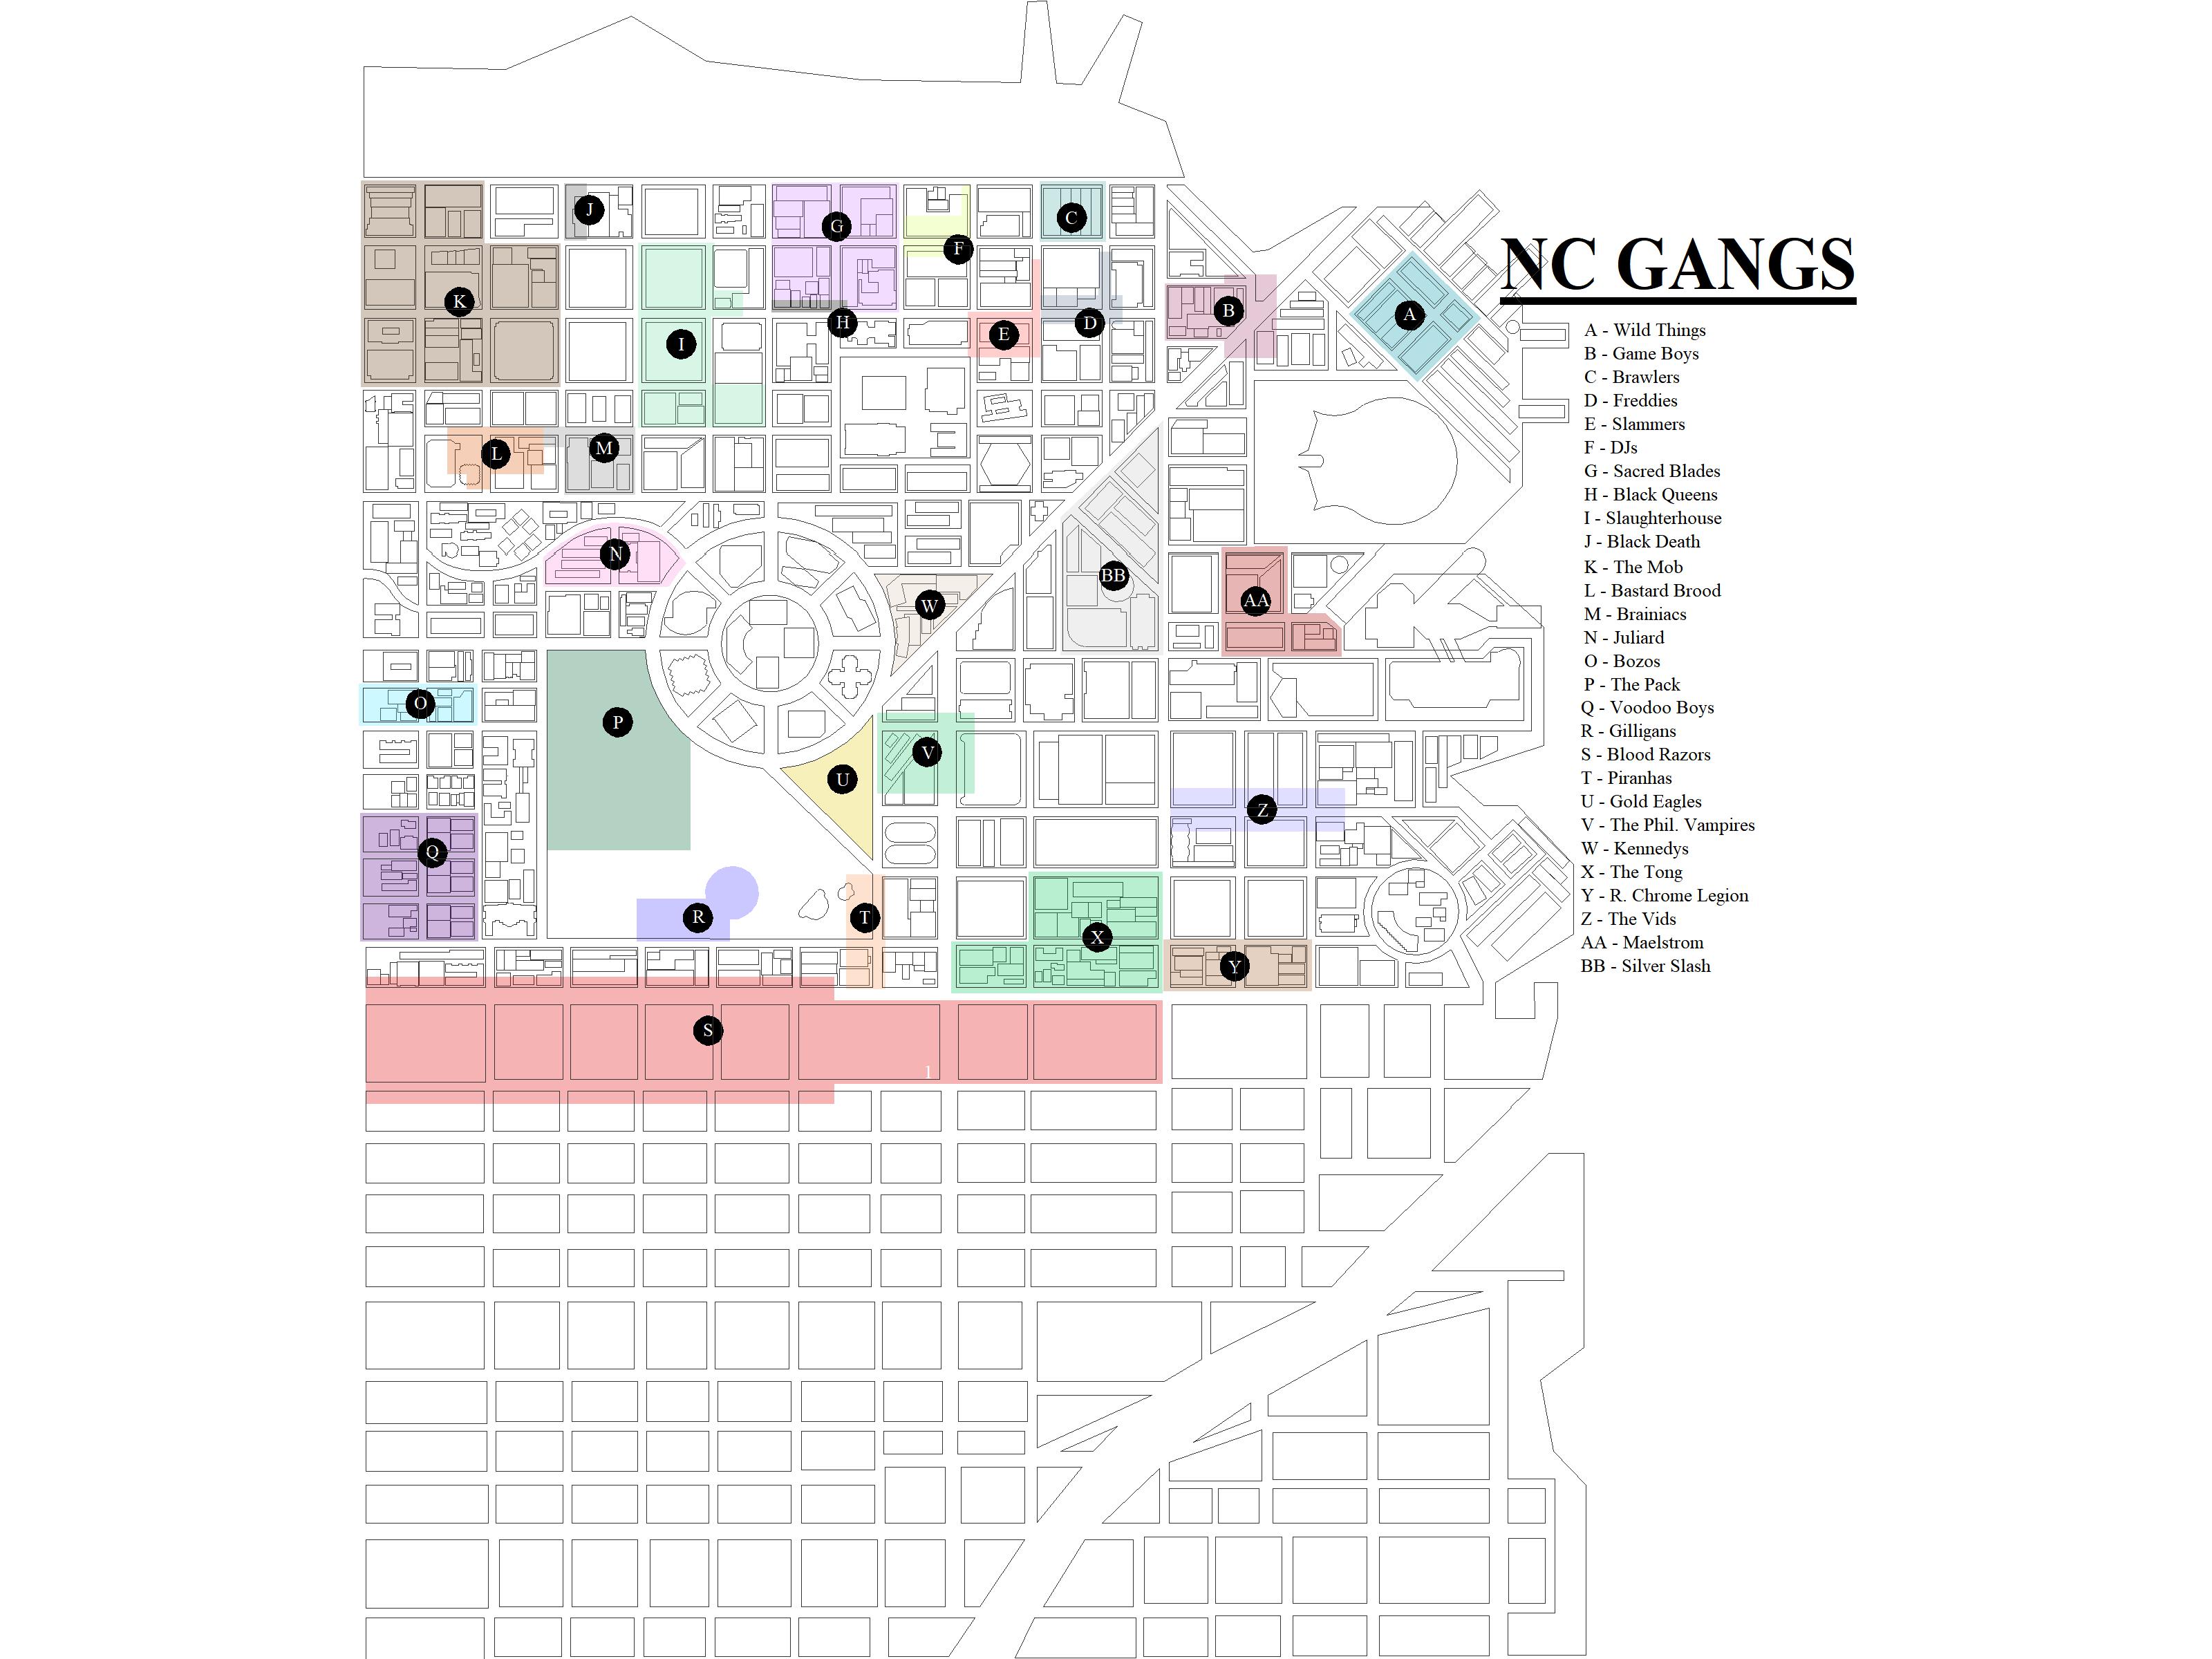 NC GANGS
A - Wild Things
B - Game Boys
C - Brawlers
D - Freddies
E - Slammers
F - DJs
G - Sacred Blades
H - Black Queens
I - Slaughterhouse
J - Black Death
K - The Mob
L - Bastard Brood
M - Brainiacs
N - Juliard
O - Bozos
P - The Pack
Q - Voodoo Boys
R - Gilligans
S - Blood Razors
T - Piranhas
U - Gold Eagles
V - The Phil. Vampires
W - Kennedys
X - The Tong
Y - R. Chrome Legion
Z - The Vids
AA - Maelstrom
BB - Silver Slash
J
C
G
F
K
B
A
H
D
E
I
M
L
N
BB
AA
W
O
P
V
U
Z
Q
R
T
X
Y
S
1